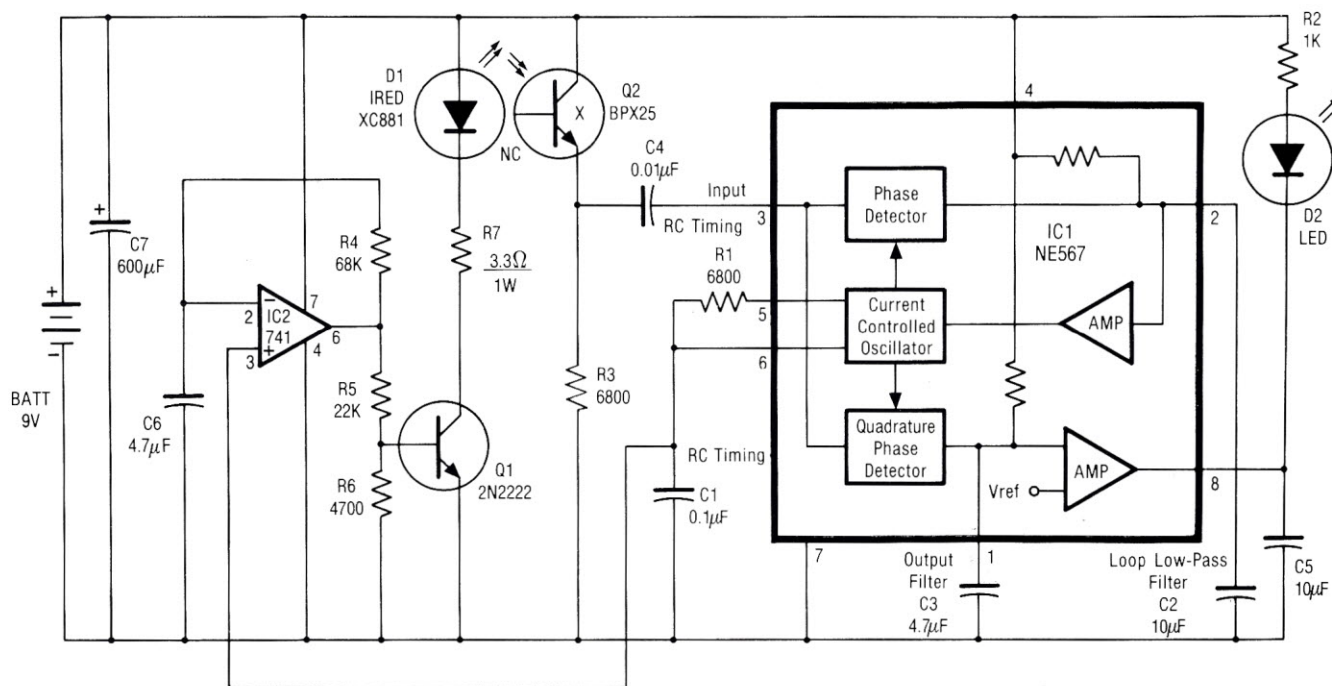 R2
1K
4
D1
IRED
XC881
Q2
BPX25
X
NC
C4
0.01µF
Input
3
RC Timing
Phase
Detector
2
D2
LED
IC1
NE567
+
C7
600µF
R4
68K
R7
3.3Ω
1W
R1
6800
5
Current
Controlled
Oscillator
AMP
+
−
BATT
9V
−
2
IC2
741
+
3
7
4
6
6
R3
6800
C6
4.7µF
R5
22K
Q1
2N2222
R6
4700
RC Timing
Quadrature
Phase
Detector
AMP
Vref
8
C1
0.1µF
7
1
Output
Filter
C3
4.7µF
Loop Low-Pass
Filter
C2
10µF
C5
10µF